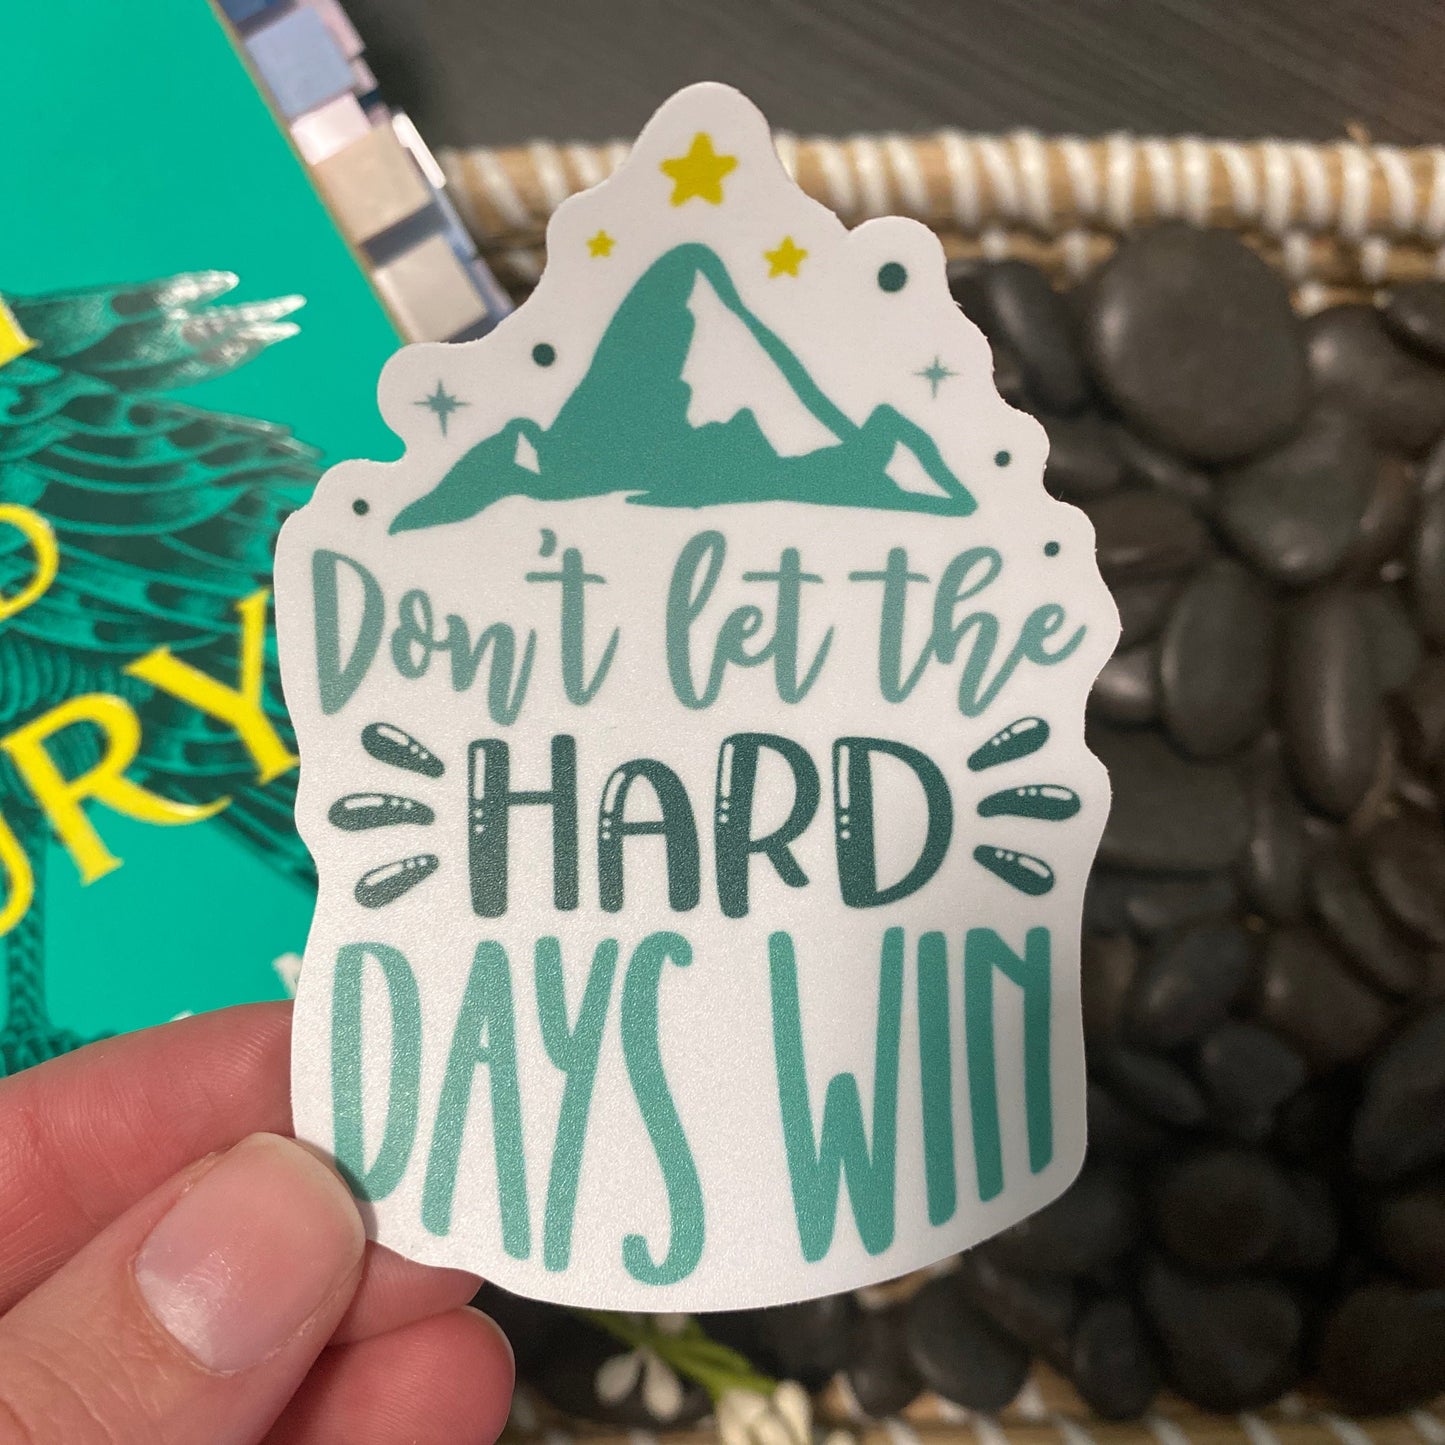 Don't let the
HARD
DAYS WIN